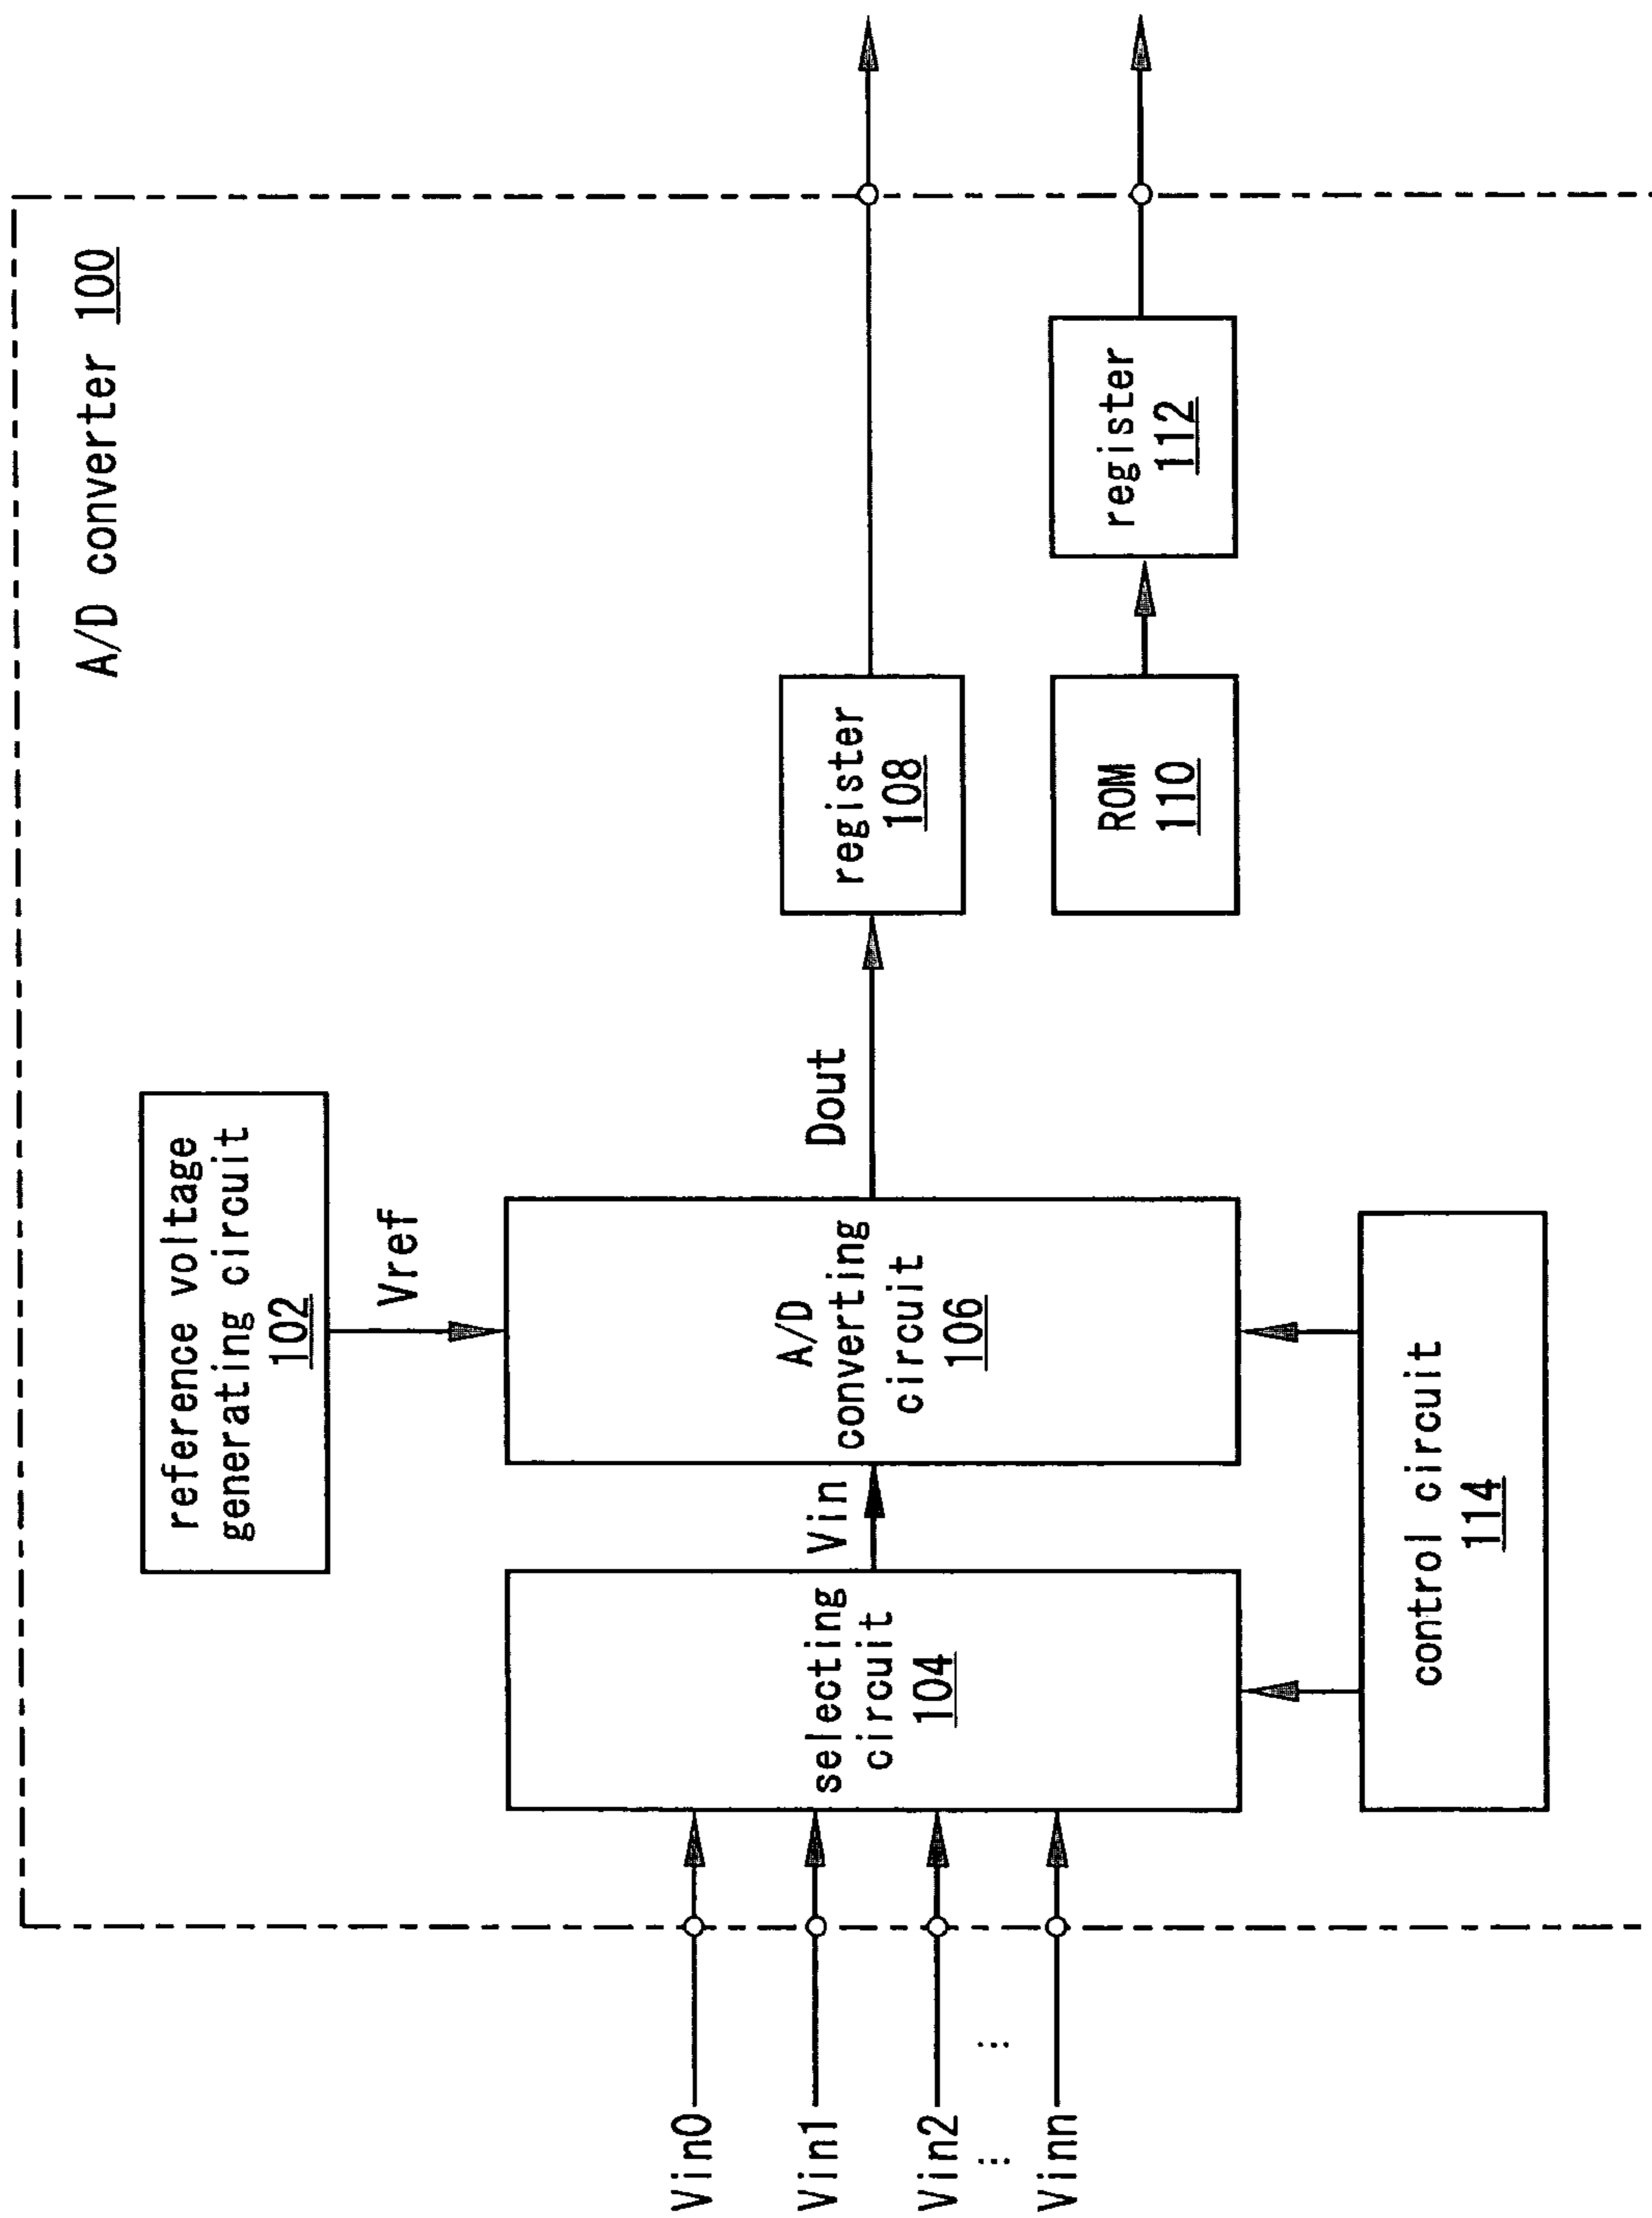 A/D converter 100
reference voltage
generating circuit
102
Vref
Vin0
Vin1
Vin2
Vinn
selecting
circuit
104
Vin
A/D
converting
circuit
106
Dout
register
108
ROM
110
register
112
control circuit
114